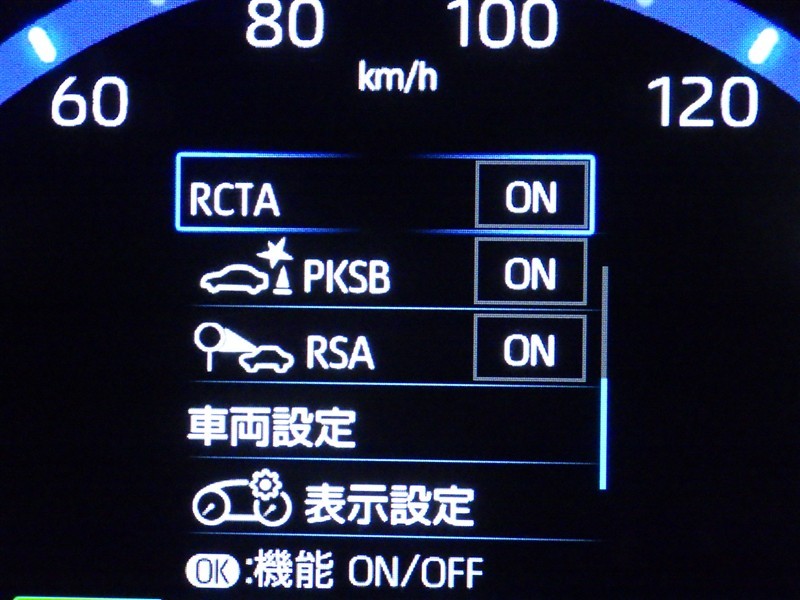 80 100
km/h
60 120
RCTA ON
PKSB ON
RSA ON
車両設定
表示設定
OK:機能 ON/OFF